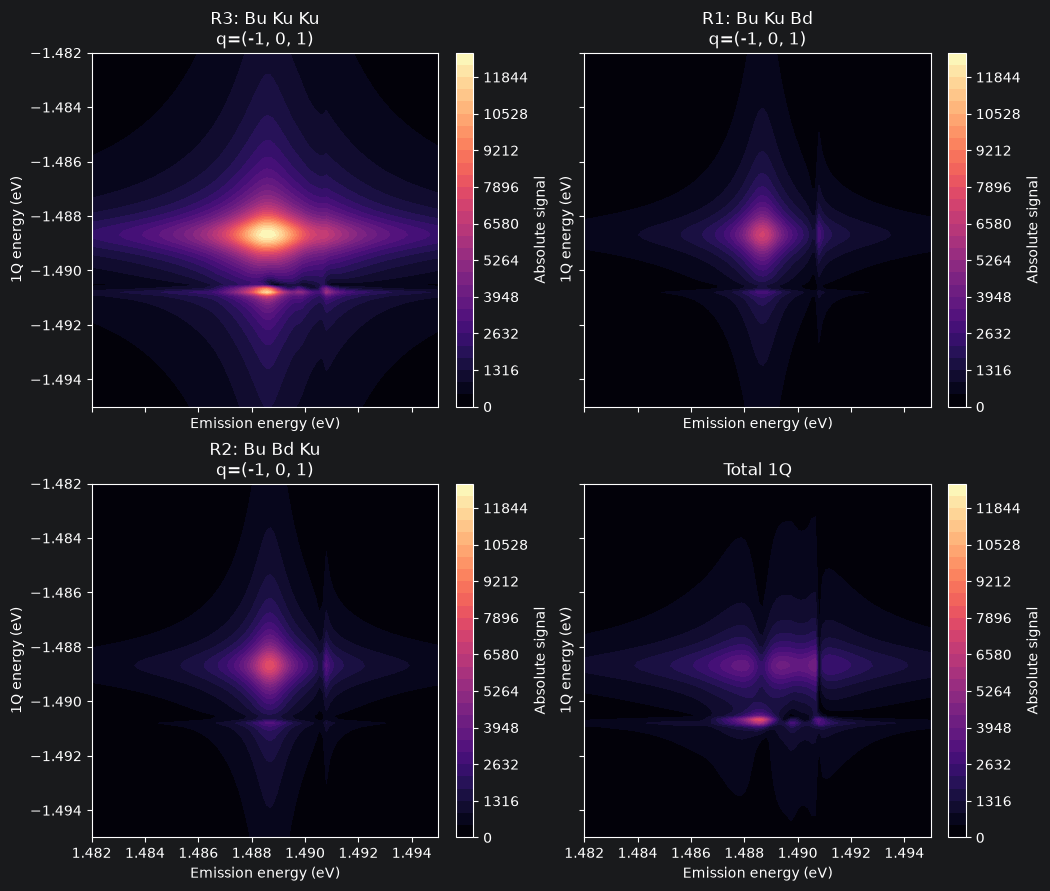 R3: Bu Ku Ku
q=(-1, 0, 1)
R1: Bu Ku Bd
q=(-1, 0, 1)
−1.482
−1.484
−1.486
−1.488
−1.490
−1.492
−1.494
1Q energy (eV)
Emission energy (eV)
11844
10528
9212
7896
6580
5264
3948
2632
1316
0
Absolute signal
1Q energy (eV)
Emission energy (eV)
11844
10528
9212
7896
6580
5264
3948
2632
1316
0
Absolute signal
R2: Bu Bd Ku
q=(-1, 0, 1)
Total 1Q
−1.482
−1.484
−1.486
−1.488
−1.490
−1.492
−1.494
1Q energy (eV)
1.482 1.484 1.486 1.488 1.490 1.492 1.494
Emission energy (eV)
11844
10528
9212
7896
6580
5264
3948
2632
1316
0
Absolute signal
1Q energy (eV)
1.482 1.484 1.486 1.488 1.490 1.492 1.494
Emission energy (eV)
11844
10528
9212
7896
6580
5264
3948
2632
1316
0
Absolute signal